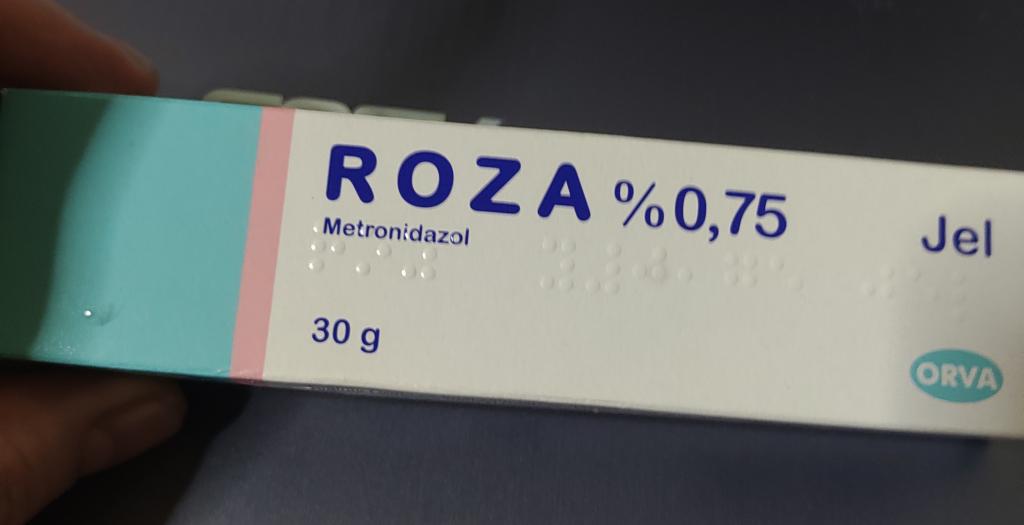 ROZA %0,75
Metronidazol
Jel
30 g
ORVA